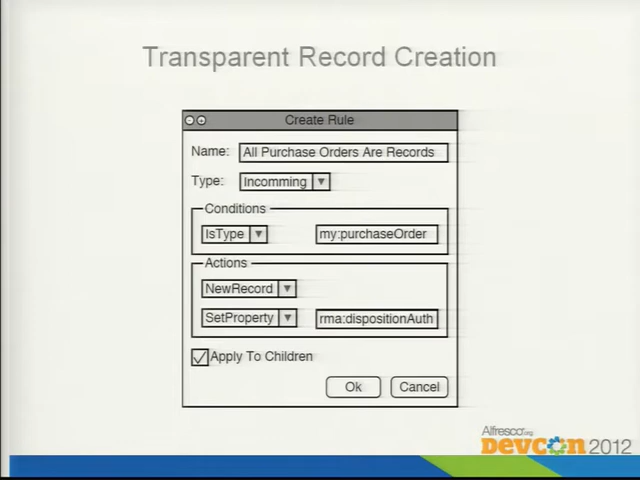 Transparent Record Creation
Create Rule
Name: All Purchase Orders Are Records
Type: Incomming
Conditions
IsType my:purchaseOrder
Actions
NewRecord
SetProperty rma:dispositionAuth
Apply To Children
Ok Cancel
Alfresco.org
DevCon 2012